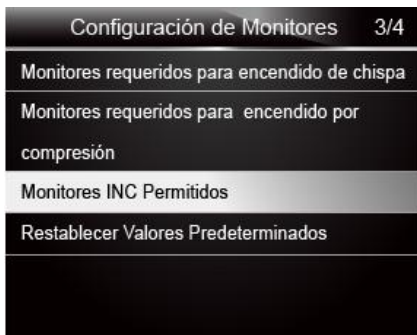 Configuración de Monitores 3/4
Monitores requeridos para encendido de chispa
Monitores requeridos para encendido por
compresión
Monitores INC Permitidos
Restablecer Valores Predeterminados